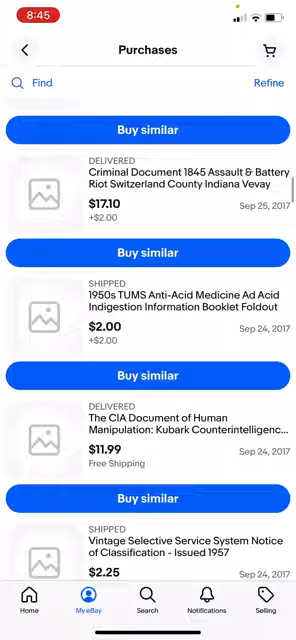 8:45
Purchases
Find
Refine
Buy similar
DELIVERED
Criminal Document 1845 Assault & Battery
Riot Switzerland County Indiana Vevay
$17.10
Sep 25, 2017
+$2.00
Buy similar
SHIPPED
1950s TUMS Anti-Acid Medicine Ad Acid
Indigestion Information Booklet Foldout
$2.00
Sep 24, 2017
+$2.00
Buy similar
DELIVERED
The CIA Document of Human
Manipulation: Kubark Counterintelligenc...
$11.99
Sep 24, 2017
Free Shipping
Buy similar
SHIPPED
Vintage Selective Service System Notice
of Classification - Issued 1957
$2.25
Sep 24, 2017
Home
My eBay
Search
Notifications
Selling